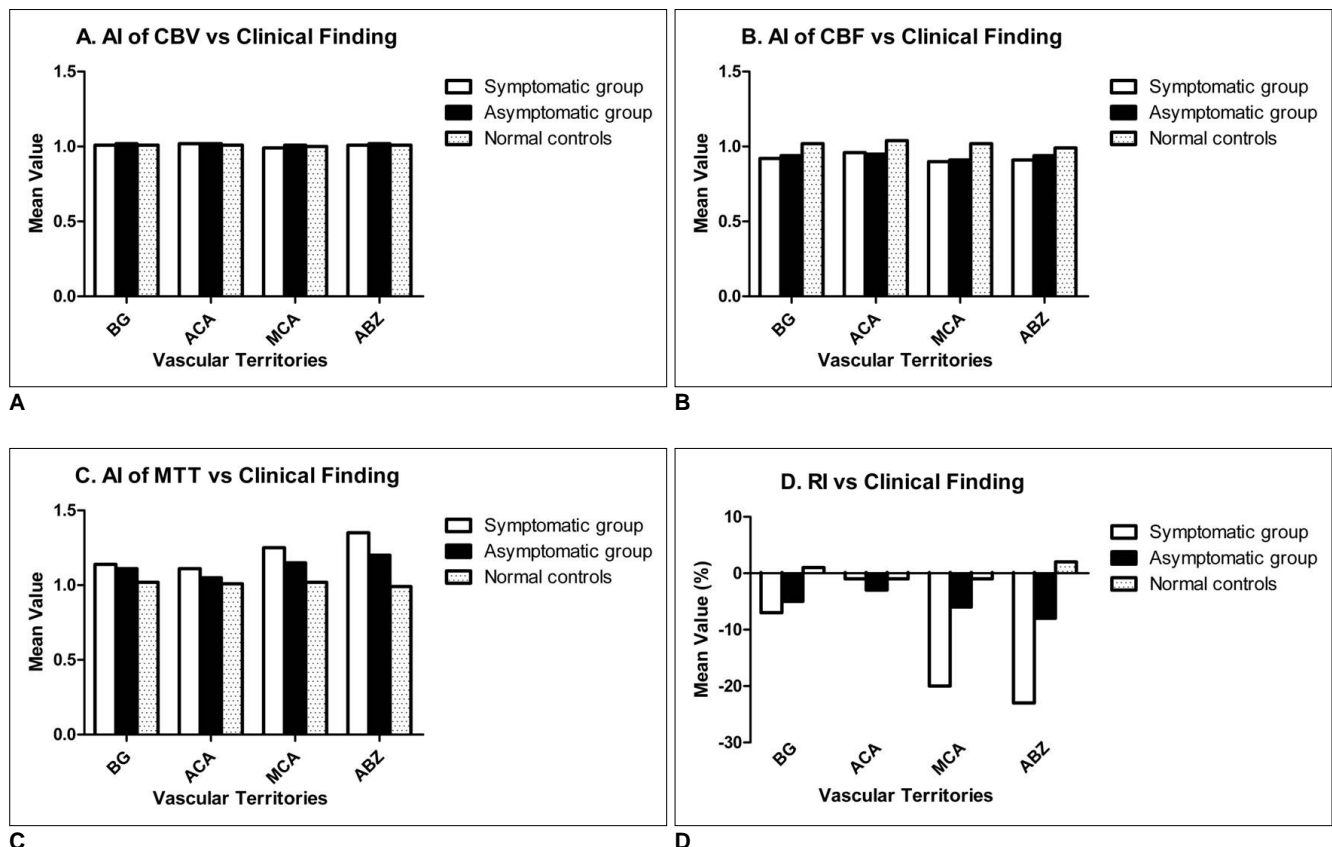 A. AI of CBV vs Clinical Finding
1.5
1.0
0.5
0.0
Mean Value
BG
ACA
MCA
ABZ
Vascular Territories
Symptomatic group
Asymptomatic group
Normal controls
A
B. AI of CBF vs Clinical Finding
1.5
1.0
0.5
0.0
Mean Value
BG
ACA
MCA
ABZ
Vascular Territories
Symptomatic group
Asymptomatic group
Normal controls
B
C. AI of MTT vs Clinical Finding
1.5
1.0
0.5
0.0
Mean Value
BG
ACA
MCA
ABZ
Vascular Territories
Symptomatic group
Asymptomatic group
Normal controls
C
D. RI vs Clinical Finding
10
0
-10
-20
-30
Mean Value (%)
BG
ACA
MCA
ABZ
Vascular Territories
Symptomatic group
Asymptomatic group
Normal controls
D